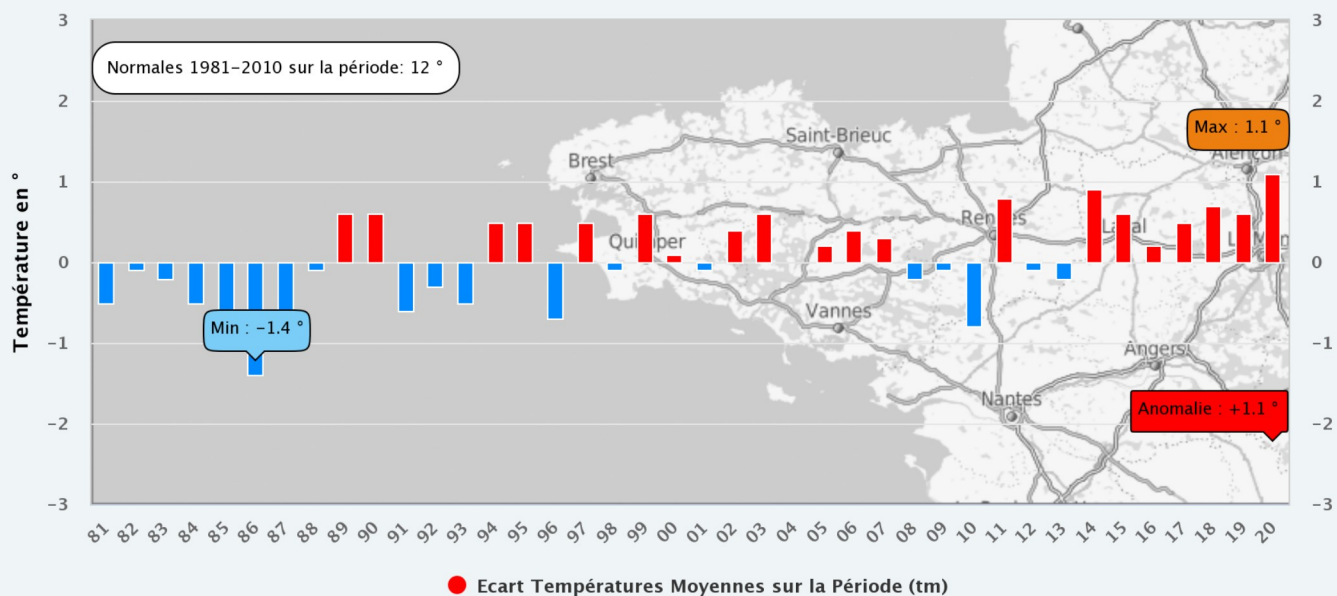 3
3
Normales 1981-2010 sur la période: 12 °
2
2
Max : 1.1 °
Saint-Brieuc
Alençon
Brest
1
1
Rennes
Laval
Quimper
0
0
Température en °
Vannes
Min : -1.4 °
-1
-1
Angers
Nantes
Anomalie : +1.1 °
-2
-2
-3
-3
81 82 83 84 85 86 87 88 89 90 91 92 93 94 95 96 97 98 99 00 01 02 03 04 05 06 07 08 09 10 11 12 13 14 15 16 17 18 19 20
Ecart Températures Moyennes sur la Période (tm)